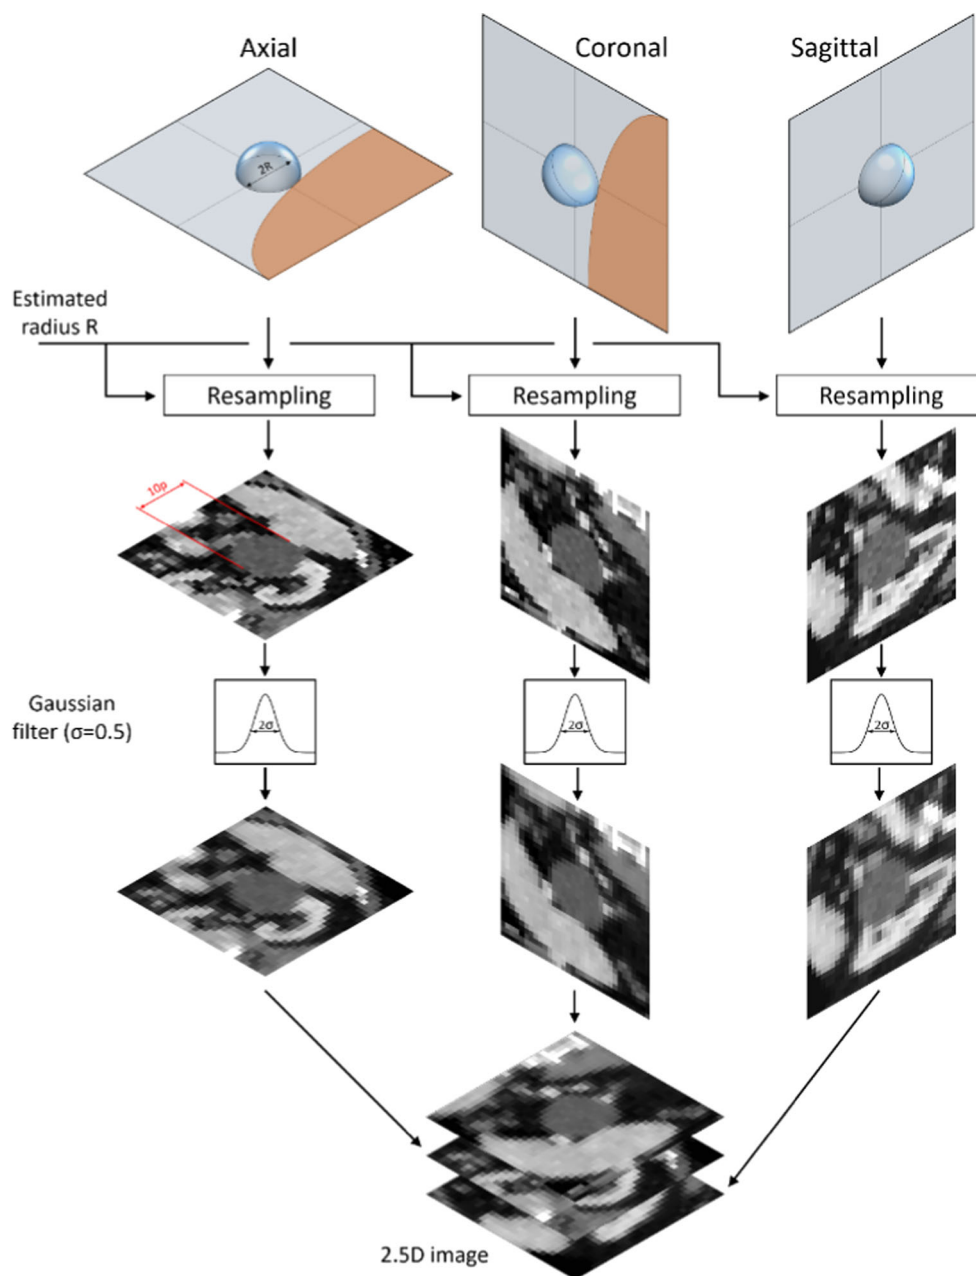 Axial
Coronal
Sagittal
2R
Estimated
radius R
Resampling
Resampling
Resampling
10p
Gaussian
filter (σ=0.5)
2σ
2σ
2σ
2.5D image